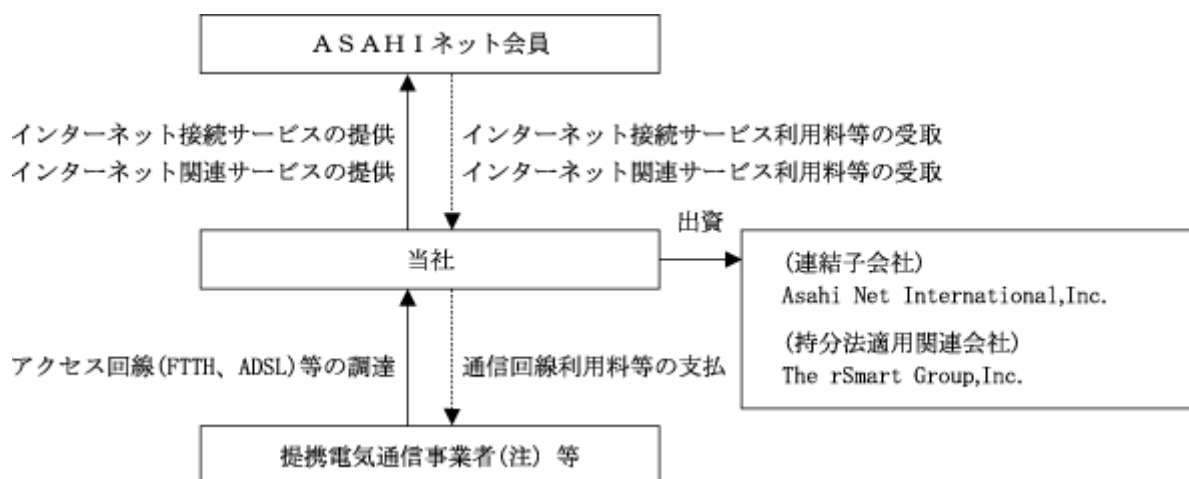 ＡＳＡＨＩネット会員
インターネット接続サービスの提供
インターネット関連サービスの提供
インターネット接続サービス利用料等の受取
インターネット関連サービス利用料等の受取
当社
出資
(連結子会社)
Asahi Net International,Inc.
(持分法適用関連会社)
The rSmart Group,Inc.
アクセス回線(FTTH、ADSL)等の調達
通信回線利用料等の支払
提携電気通信事業者(注) 等